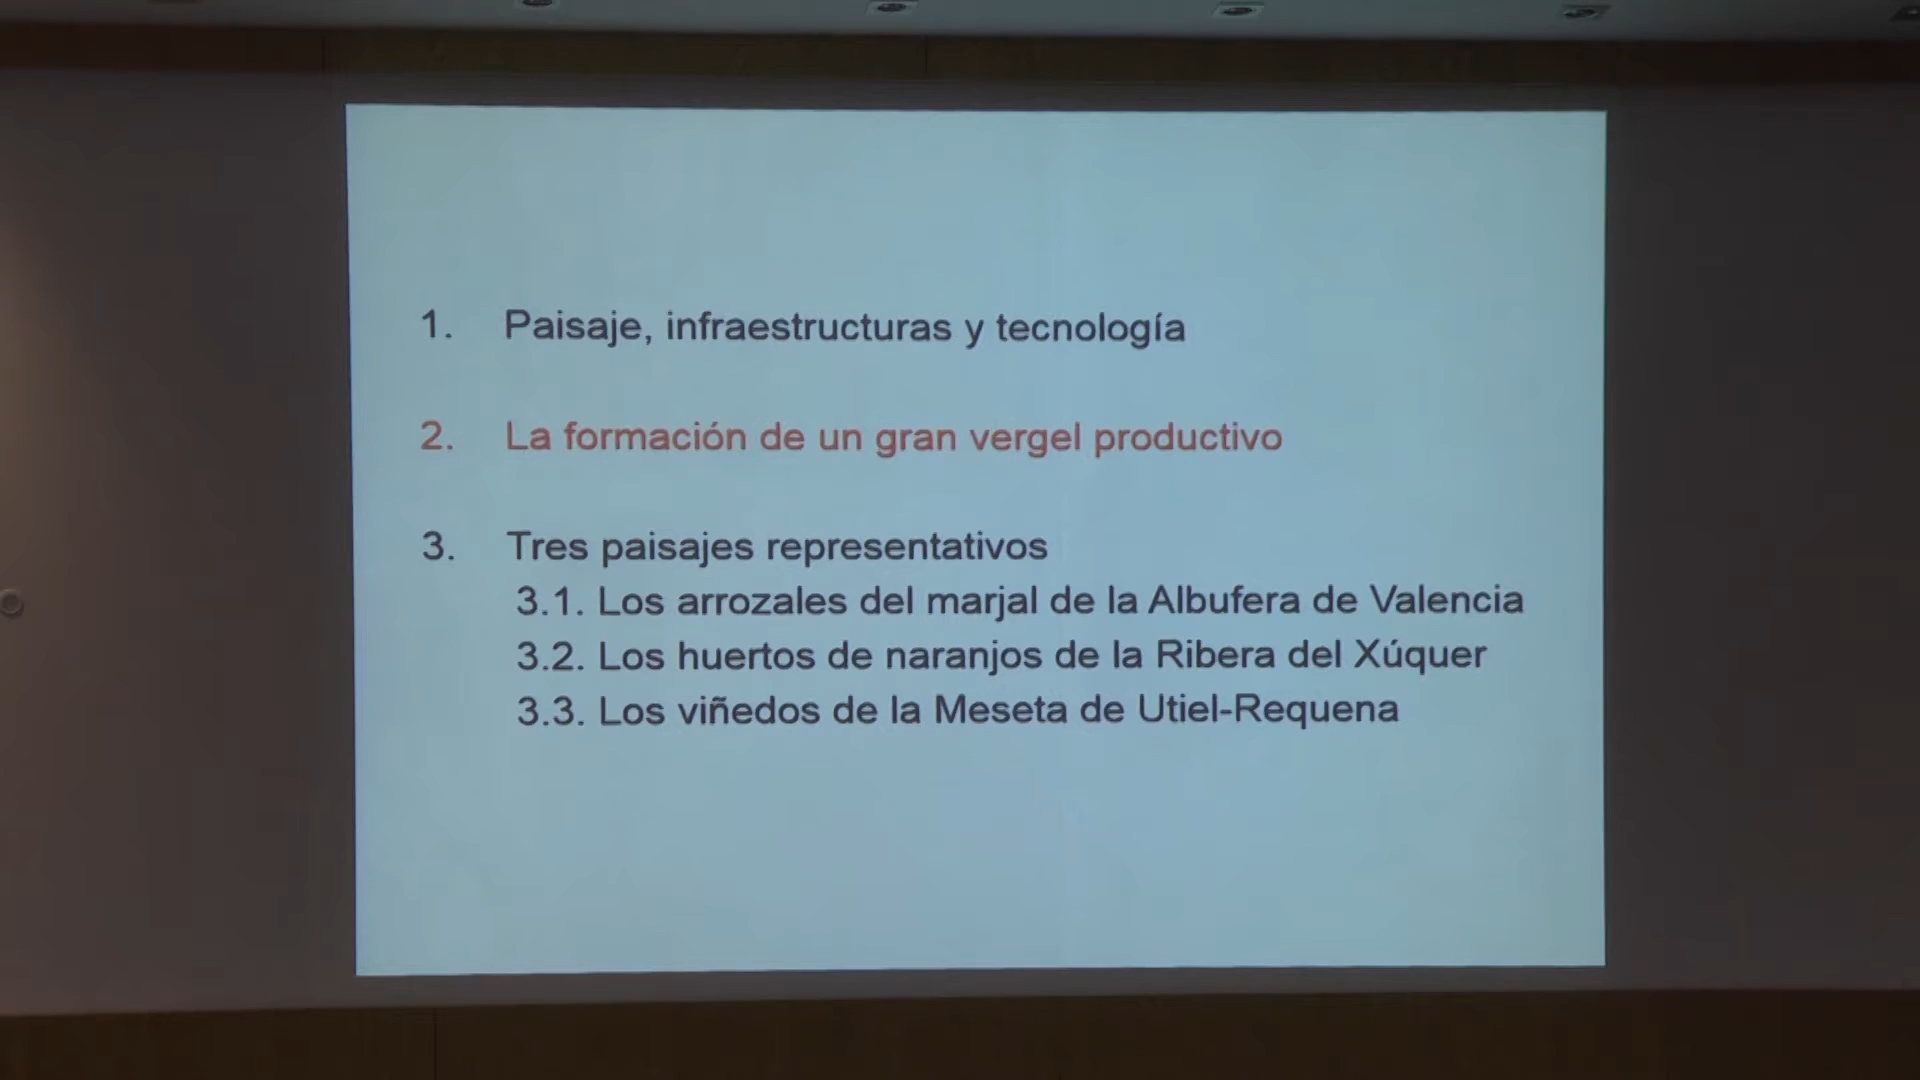 1. Paisaje, infraestructuras y tecnología
2. La formación de un gran vergel productivo
3. Tres paisajes representativos
3.1. Los arrozales del marjal de la Albufera de Valencia
3.2. Los huertos de naranjos de la Ribera del Xúquer
3.3. Los viñedos de la Meseta de Utiel-Requena